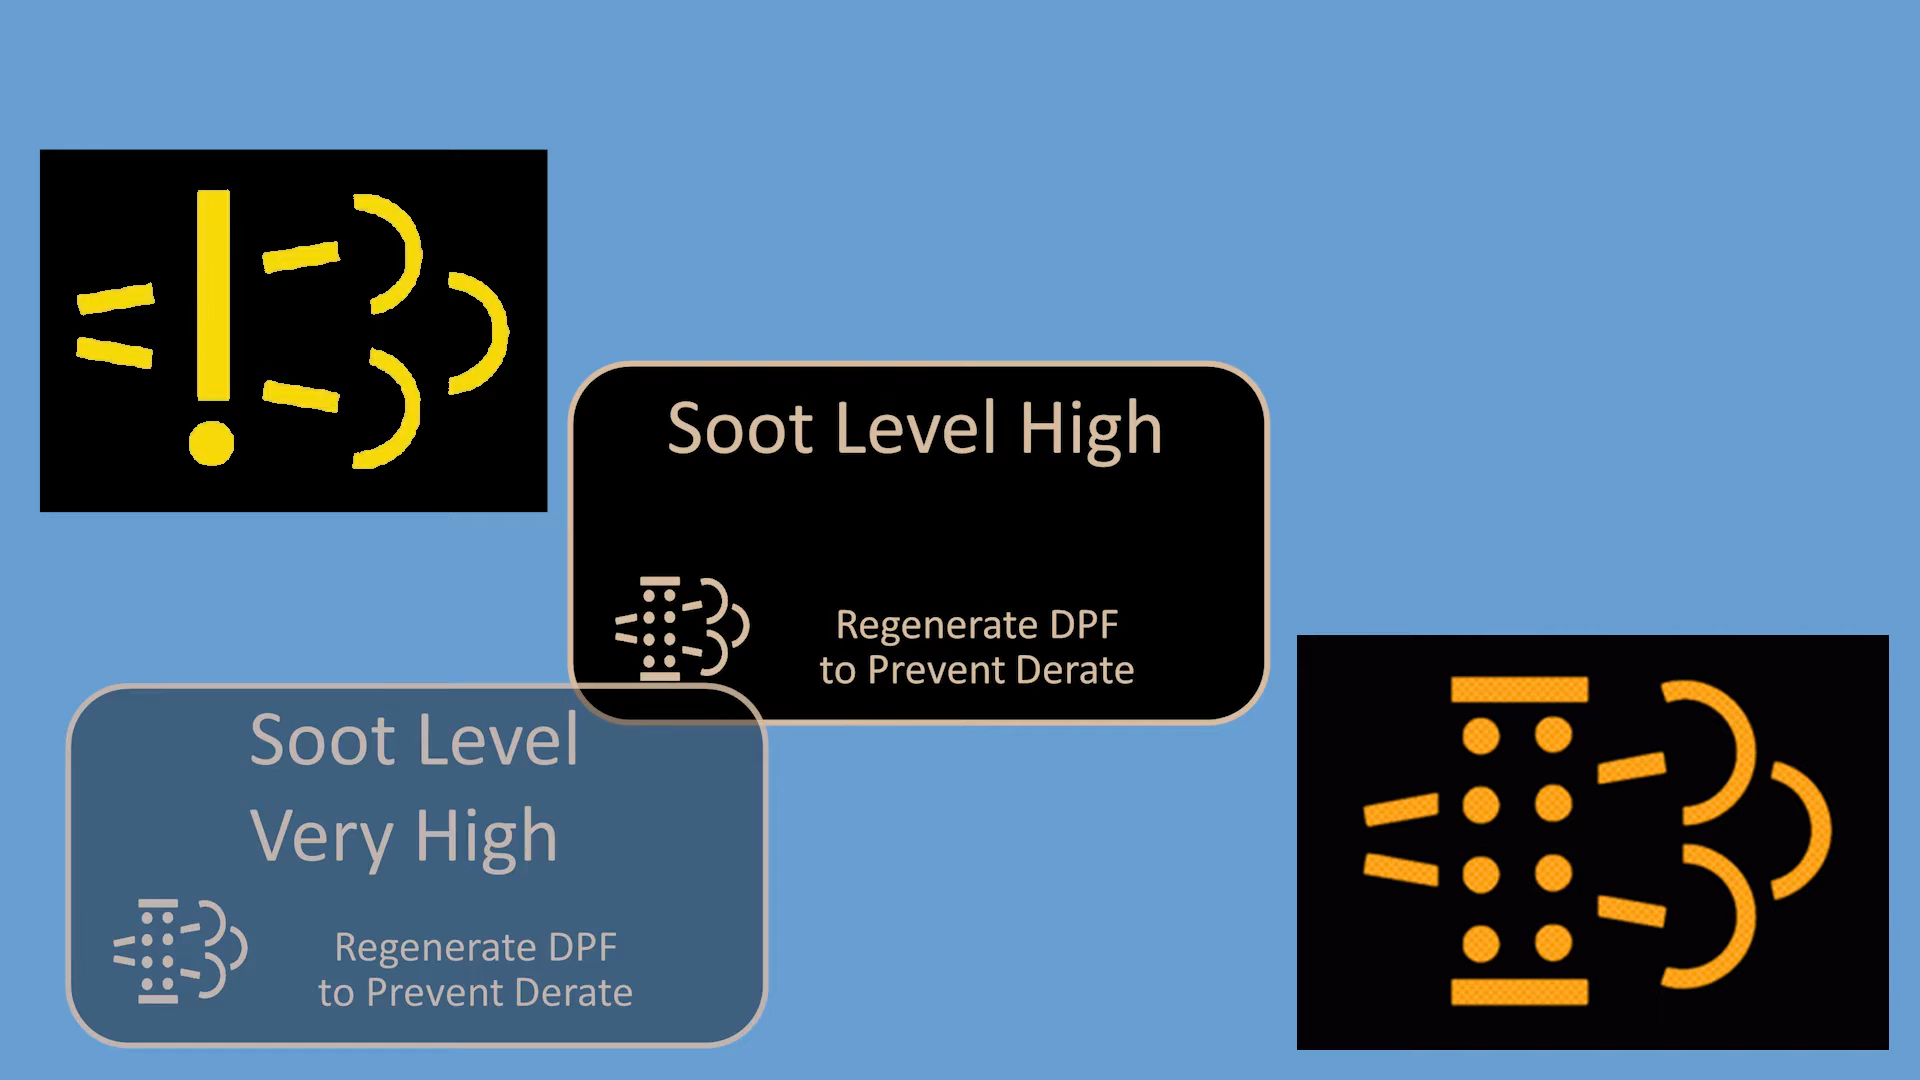 Soot Level High
Regenerate DPF
to Prevent Derate
Soot Level
Very High
Regenerate DPF
to Prevent Derate